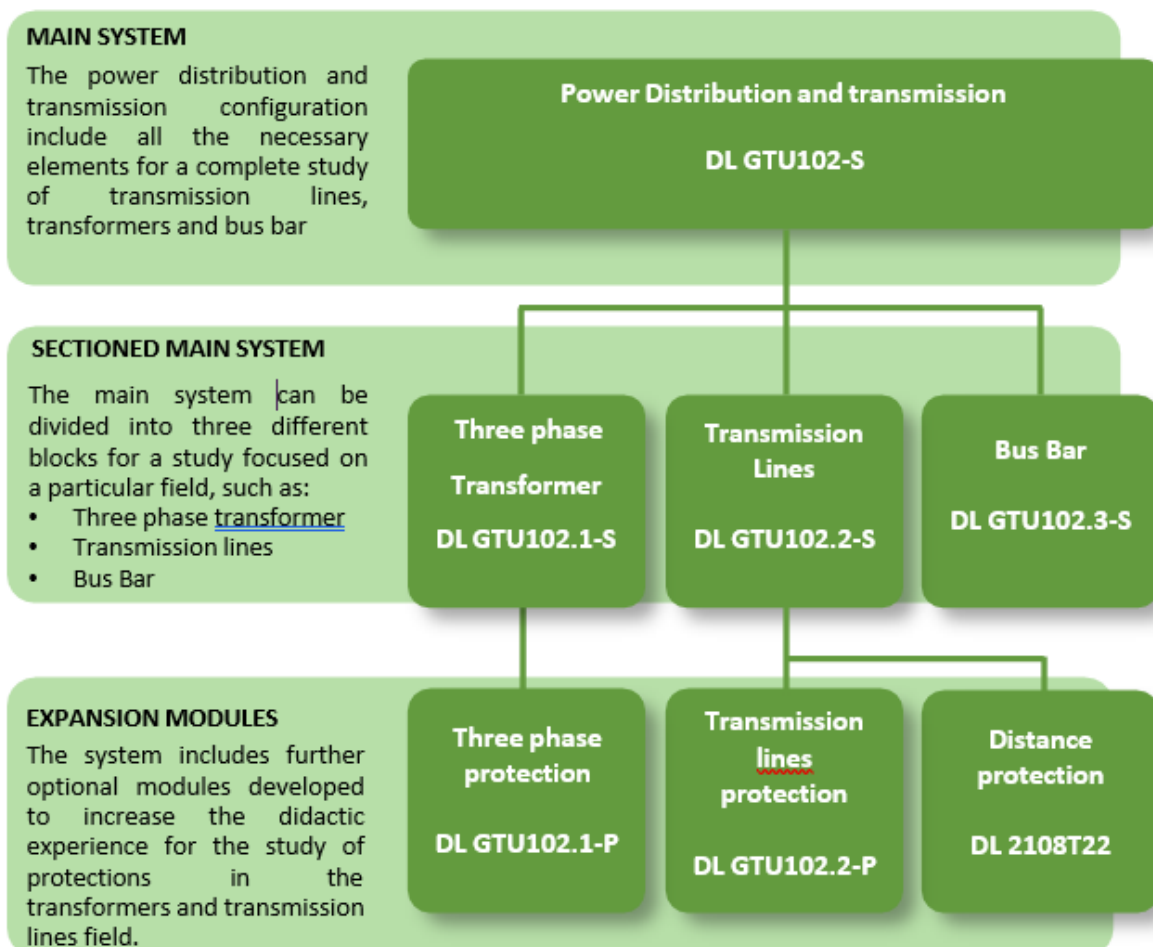 MAIN SYSTEM
The power distribution and
transmission configuration
include all the necessary
elements for a complete study
of transmission lines,
transformers and bus bar
Power Distribution and transmission
DL GTU102-S
SECTIONED MAIN SYSTEM
The main system can be
divided into three different
blocks for a study focused on
a particular field, such as:
• Three phase transformer
• Transmission lines
• Bus Bar
Three phase
Transformer
DL GTU102.1-S
Transmission
Lines
DL GTU102.2-S
Bus Bar
DL GTU102.3-S
EXPANSION MODULES
The system includes further
optional modules developed
to increase the didactic
experience for the study of
protections in the
transformers and transmission
lines field.
Three phase
protection
DL GTU102.1-P
Transmission
lines
protection
DL GTU102.2-P
Distance
protection
DL 2108T22